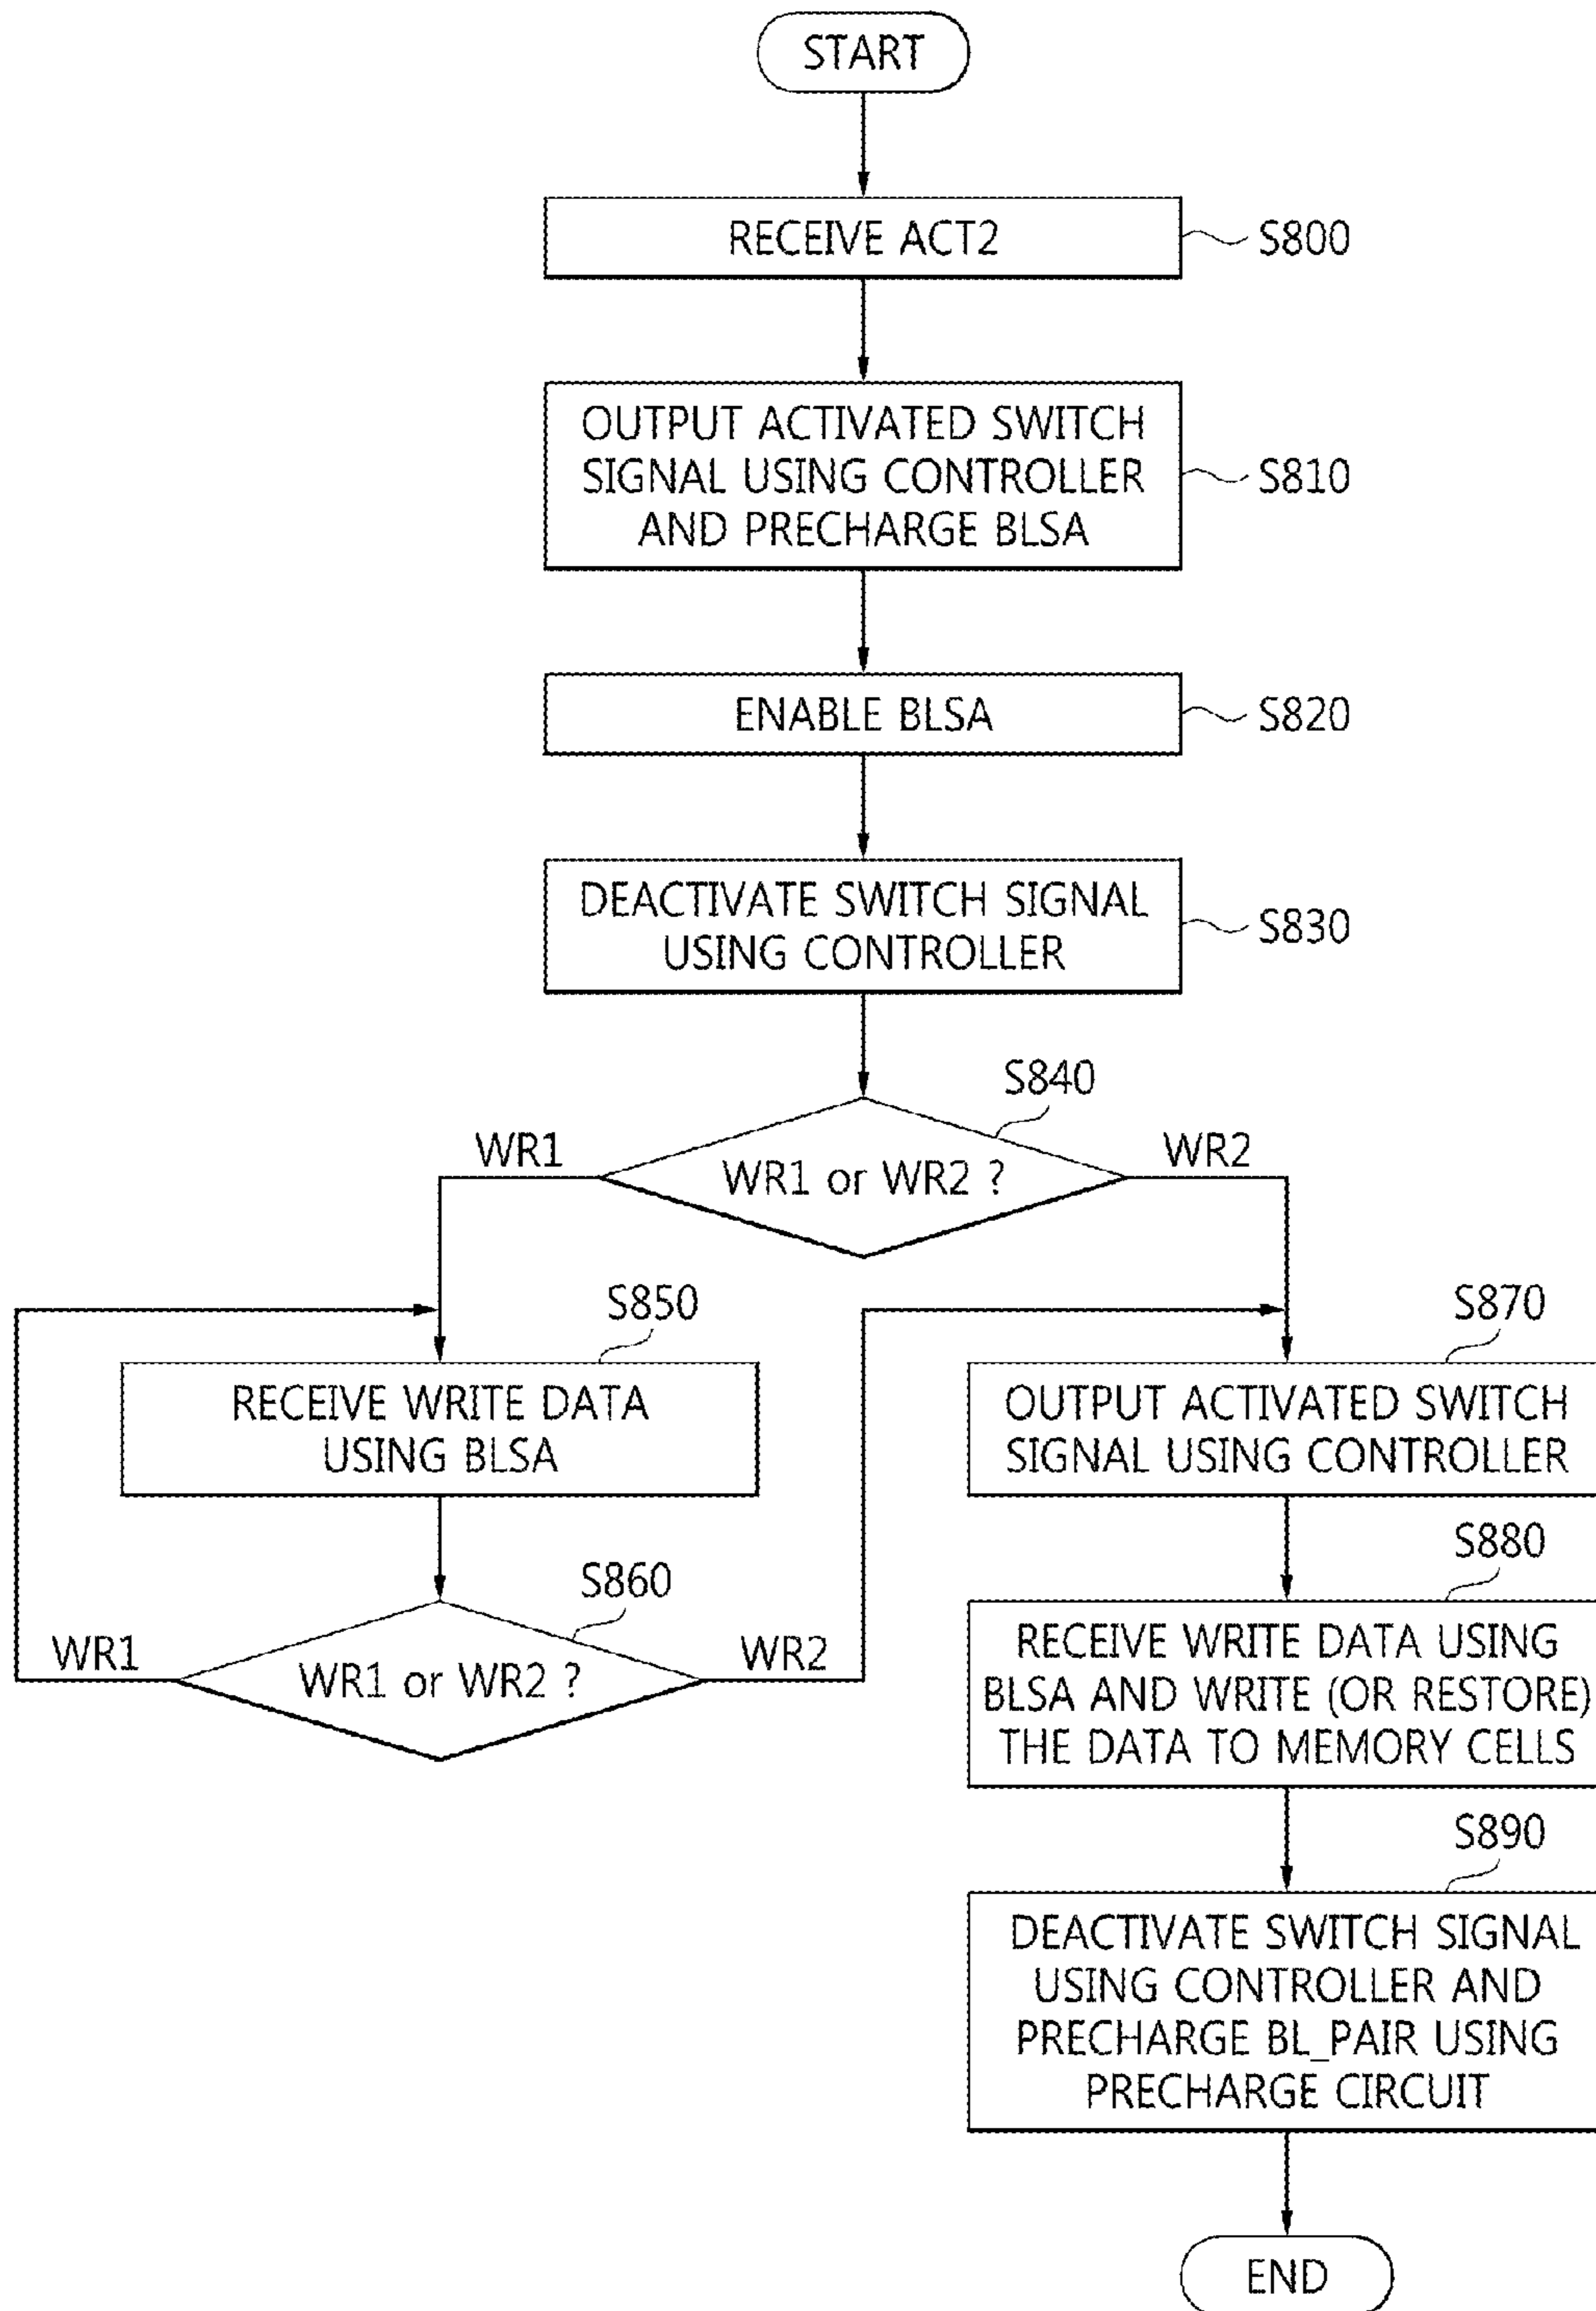 START
RECEIVE ACT2
S800
OUTPUT ACTIVATED SWITCH
SIGNAL USING CONTROLLER
AND PRECHARGE BLSA
S810
ENABLE BLSA
S820
DEACTIVATE SWITCH SIGNAL
USING CONTROLLER
S830
S840
WR1
WR1 or WR2 ?
WR2
S850
RECEIVE WRITE DATA
USING BLSA
S860
WR1
WR1 or WR2 ?
WR2
S870
OUTPUT ACTIVATED SWITCH
SIGNAL USING CONTROLLER
S880
RECEIVE WRITE DATA USING
BLSA AND WRITE (OR RESTORE)
THE DATA TO MEMORY CELLS
S890
DEACTIVATE SWITCH SIGNAL
USING CONTROLLER AND
PRECHARGE BL_PAIR USING
PRECHARGE CIRCUIT
END